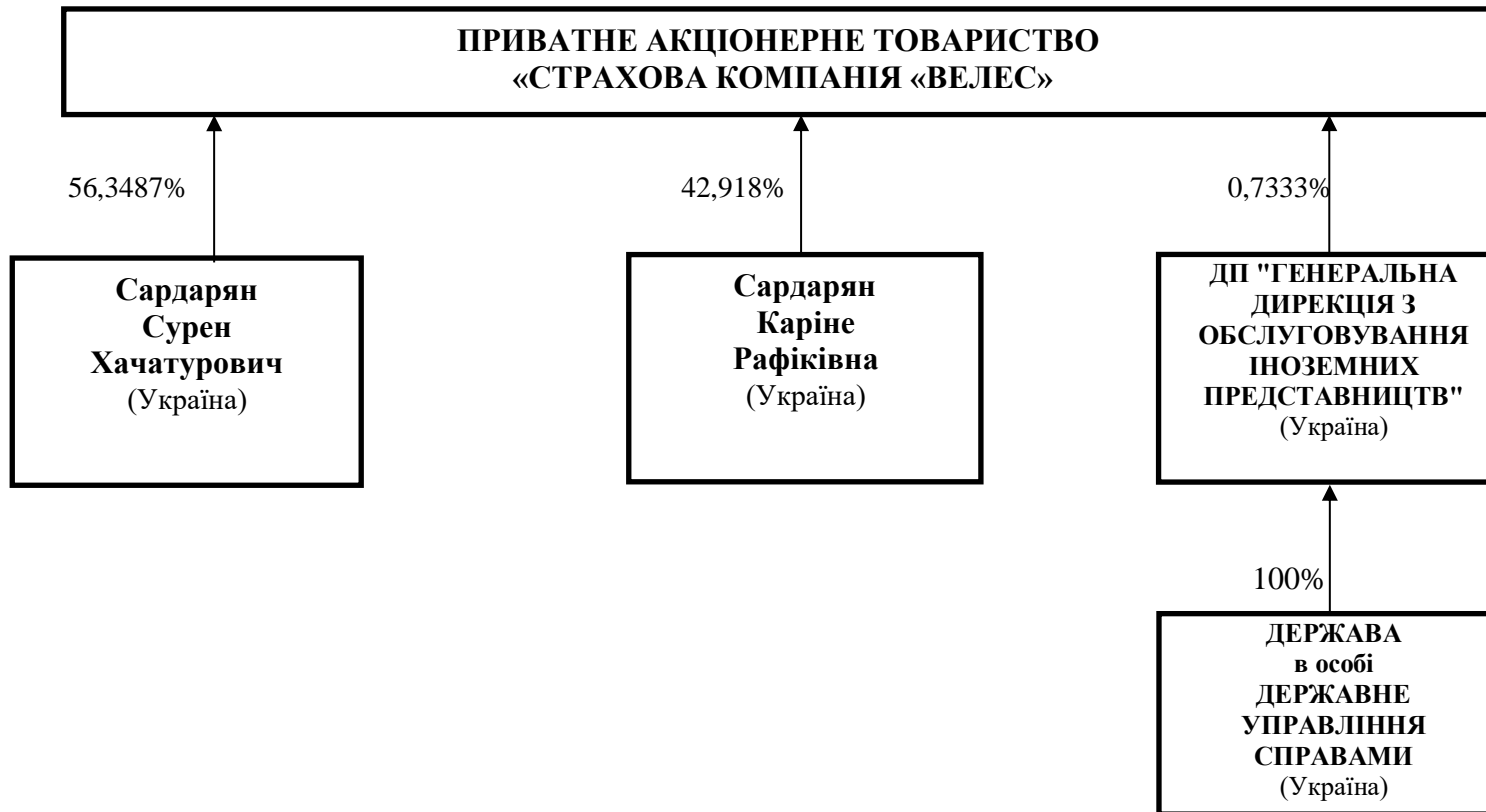 ПРИВАТНЕ АКЦІОНЕРНЕ ТОВАРИСТВО
«СТРАХОВА КОМПАНІЯ «ВЕЛЕС»
56,3487%
42,918%
0,7333%
Сардарян
Сурен
Хачатурович
(Україна)
Сардарян
Каріне
Рафіківна
(Україна)
ДП "ГЕНЕРАЛЬНА
ДИРЕКЦІЯ З
ОБСЛУГОВУВАННЯ
ІНОЗЕМНИХ
ПРЕДСТАВНИЦТВ"
(Україна)
100%
ДЕРЖАВА
в особі
ДЕРЖАВНЕ
УПРАВЛІННЯ
СПРАВАМИ
(Україна)